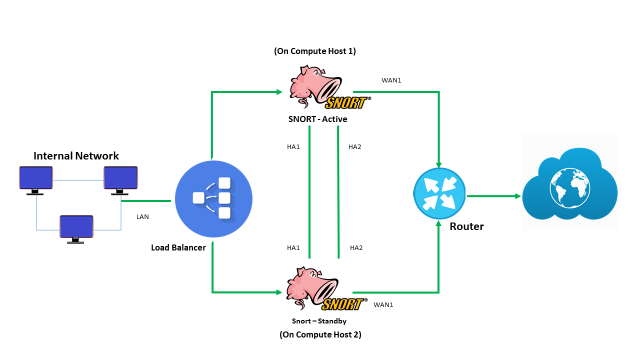 (On Compute Host 1)
WAN1
SNORT®
SNORT - Active
HA1
HA2
Internal Network
LAN
Load Balancer
Router
HA1
HA2
SNORT®
WAN1
Snort – Standby
(On Compute Host 2)